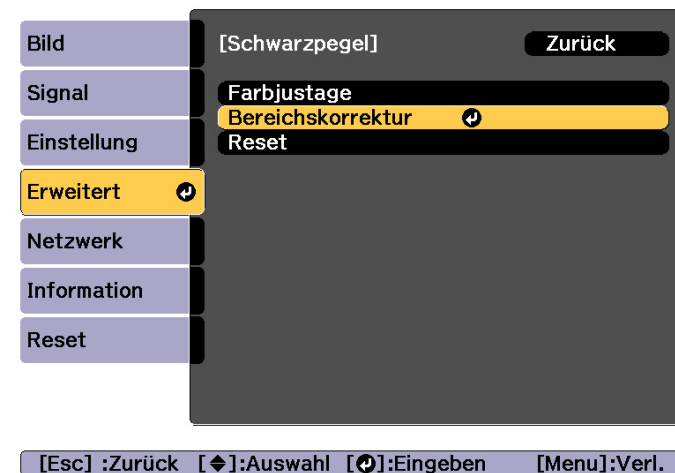 Bild
Signal
Einstellung
Erweitert
Netzwerk
Information
Reset
[Schwarzpegel] Zurück
Farbjustage
Bereichskorrektur
Reset
[Esc] :Zurück [◆]:Auswahl [↵]:Eingeben [Menu]:Verl.